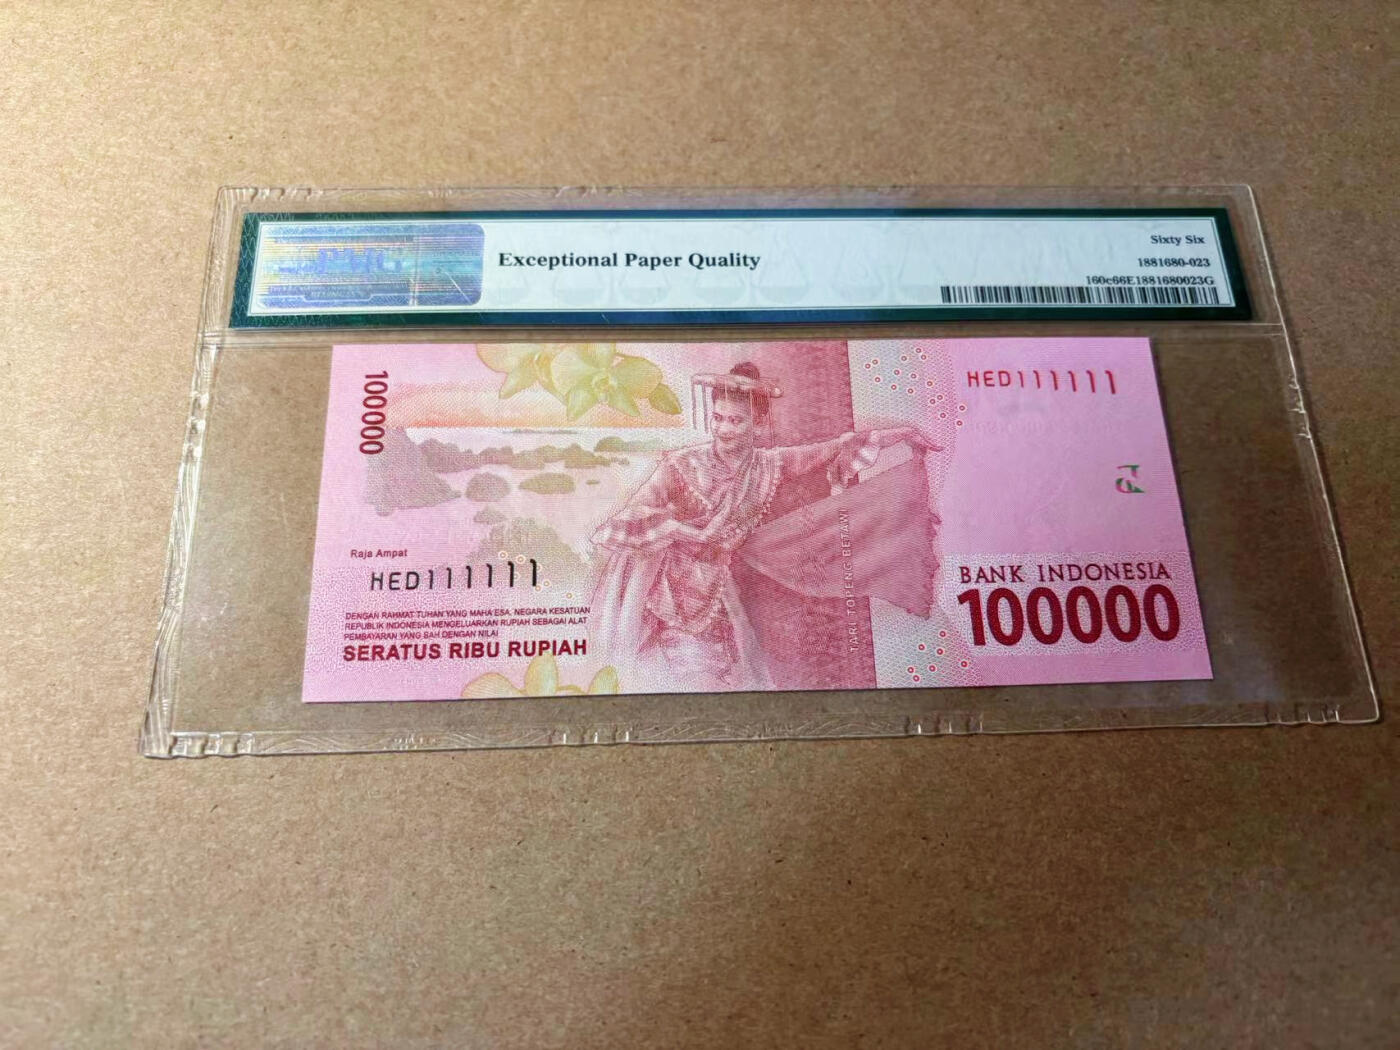 Exceptional Paper Quality
Sixty Six
1881680-023
160c66E1881680023G
100000
HED111111
Raja Ampat
HED111111
DENGAN RAHMAT TUHAN YANG MAHA ESA, NEGARA KESATUAN
REPUBLIK INDONESIA MENGELUARKAN RUPIAH SEBAGAI ALAT
PEMBAYARAN YANG SAH DENGAN NILAI
SERATUS RIBU RUPIAH
TARI TOPENG BETAWI
BANK INDONESIA
100000